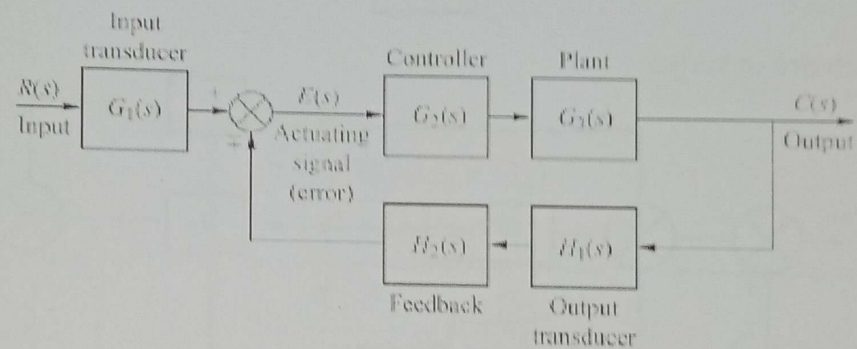 Input
transducer
R(s)
Input
G₁(s)
+
∓
E(s)
Actuating
signal
(error)
Controller
G₂(s)
Plant
G₃(s)
C(s)
Output
H₂(s)
Feedback
H₁(s)
Output
transducer